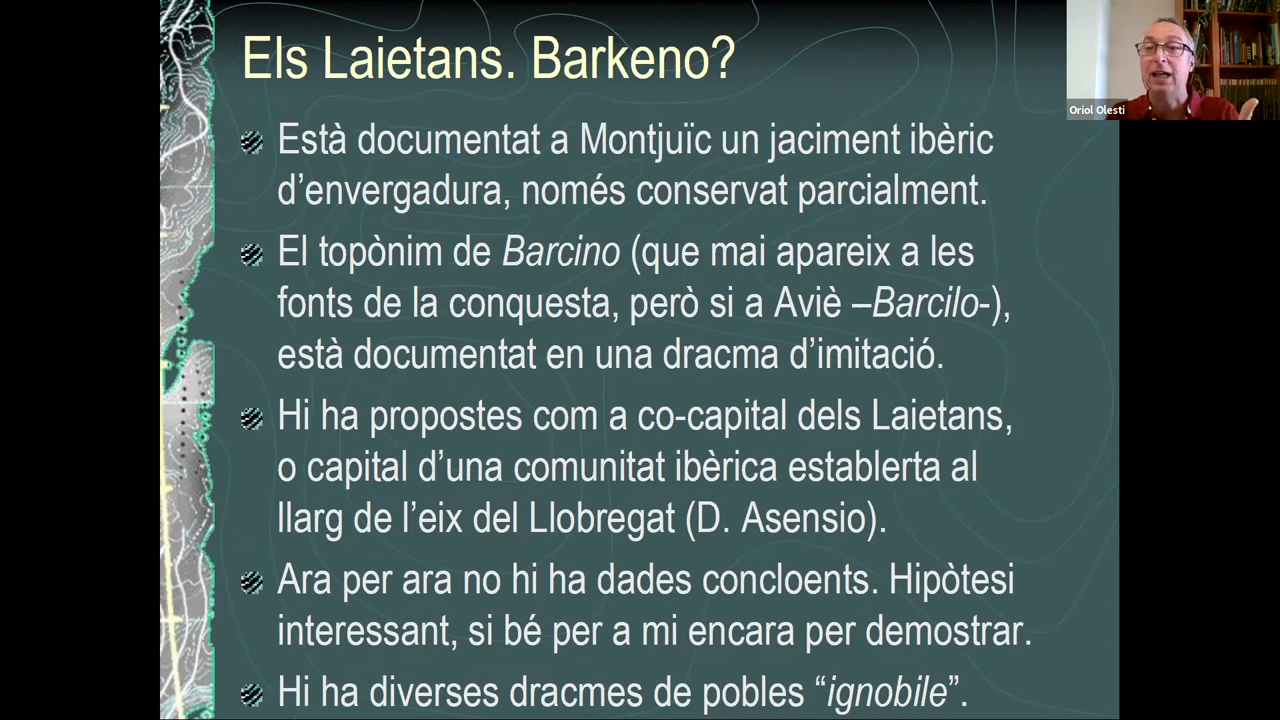 Els Laietans. Barkeno?
Està documentat a Montjuïc un jaciment ibèric
d’envergadura, només conservat parcialment.
El topònim de Barcino (que mai apareix a les
fonts de la conquesta, però si a Aviè –Barcilo-),
està documentat en una dracma d’imitació.
Hi ha propostes com a co-capital dels Laietans,
o capital d’una comunitat ibèrica establerta al
llarg de l’eix del Llobregat (D. Asensio).
Ara per ara no hi ha dades concloents. Hipòtesi
interessant, si bé per a mi encara per demostrar.
Hi ha diverses dracmes de pobles “ignobile”.
Oriol Olesti